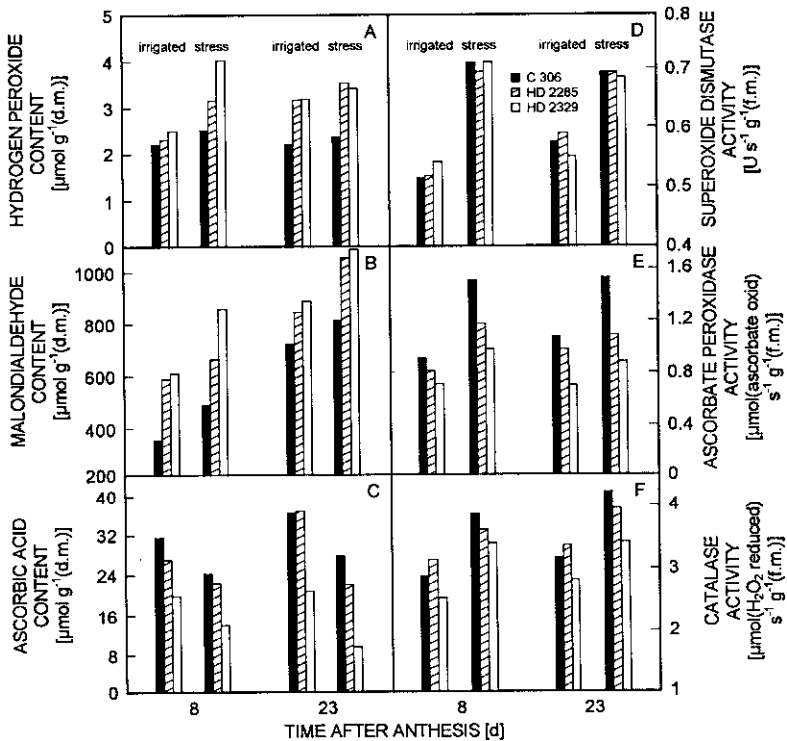 HYDROGEN PEROXIDE
CONTENT
[µmol g⁻¹(d.m.)]
5
4
3
2
1
0
A
irrigated stress
irrigated stress
D
irrigated stress
irrigated stress
C 306
HD 2285
HD 2329
0.8
0.7
0.6
0.5
0.4
SUPEROXIDE DISMUTASE
ACTIVITY
[U s⁻¹ g⁻¹(f.m.)]
MALONDIALDEHYDE
CONTENT
[µmol g⁻¹(d.m.)]
1000
800
600
400
200
B
E
1.6
1.2
0.8
0.4
0
ASCORBATE PEROXIDASE
ACTIVITY
[µmol(ascorbate oxid)
s⁻¹ g⁻¹(f.m.)]
ASCORBIC ACID
CONTENT
[µmol g⁻¹(d.m.)]
40
32
24
16
8
0
C
F
4
3
2
1
CATALASE
ACTIVITY
[µmol(H₂O₂ reduced)
s⁻¹ g⁻¹(f.m.)]
8 23 8 23
TIME AFTER ANTHESIS [d]